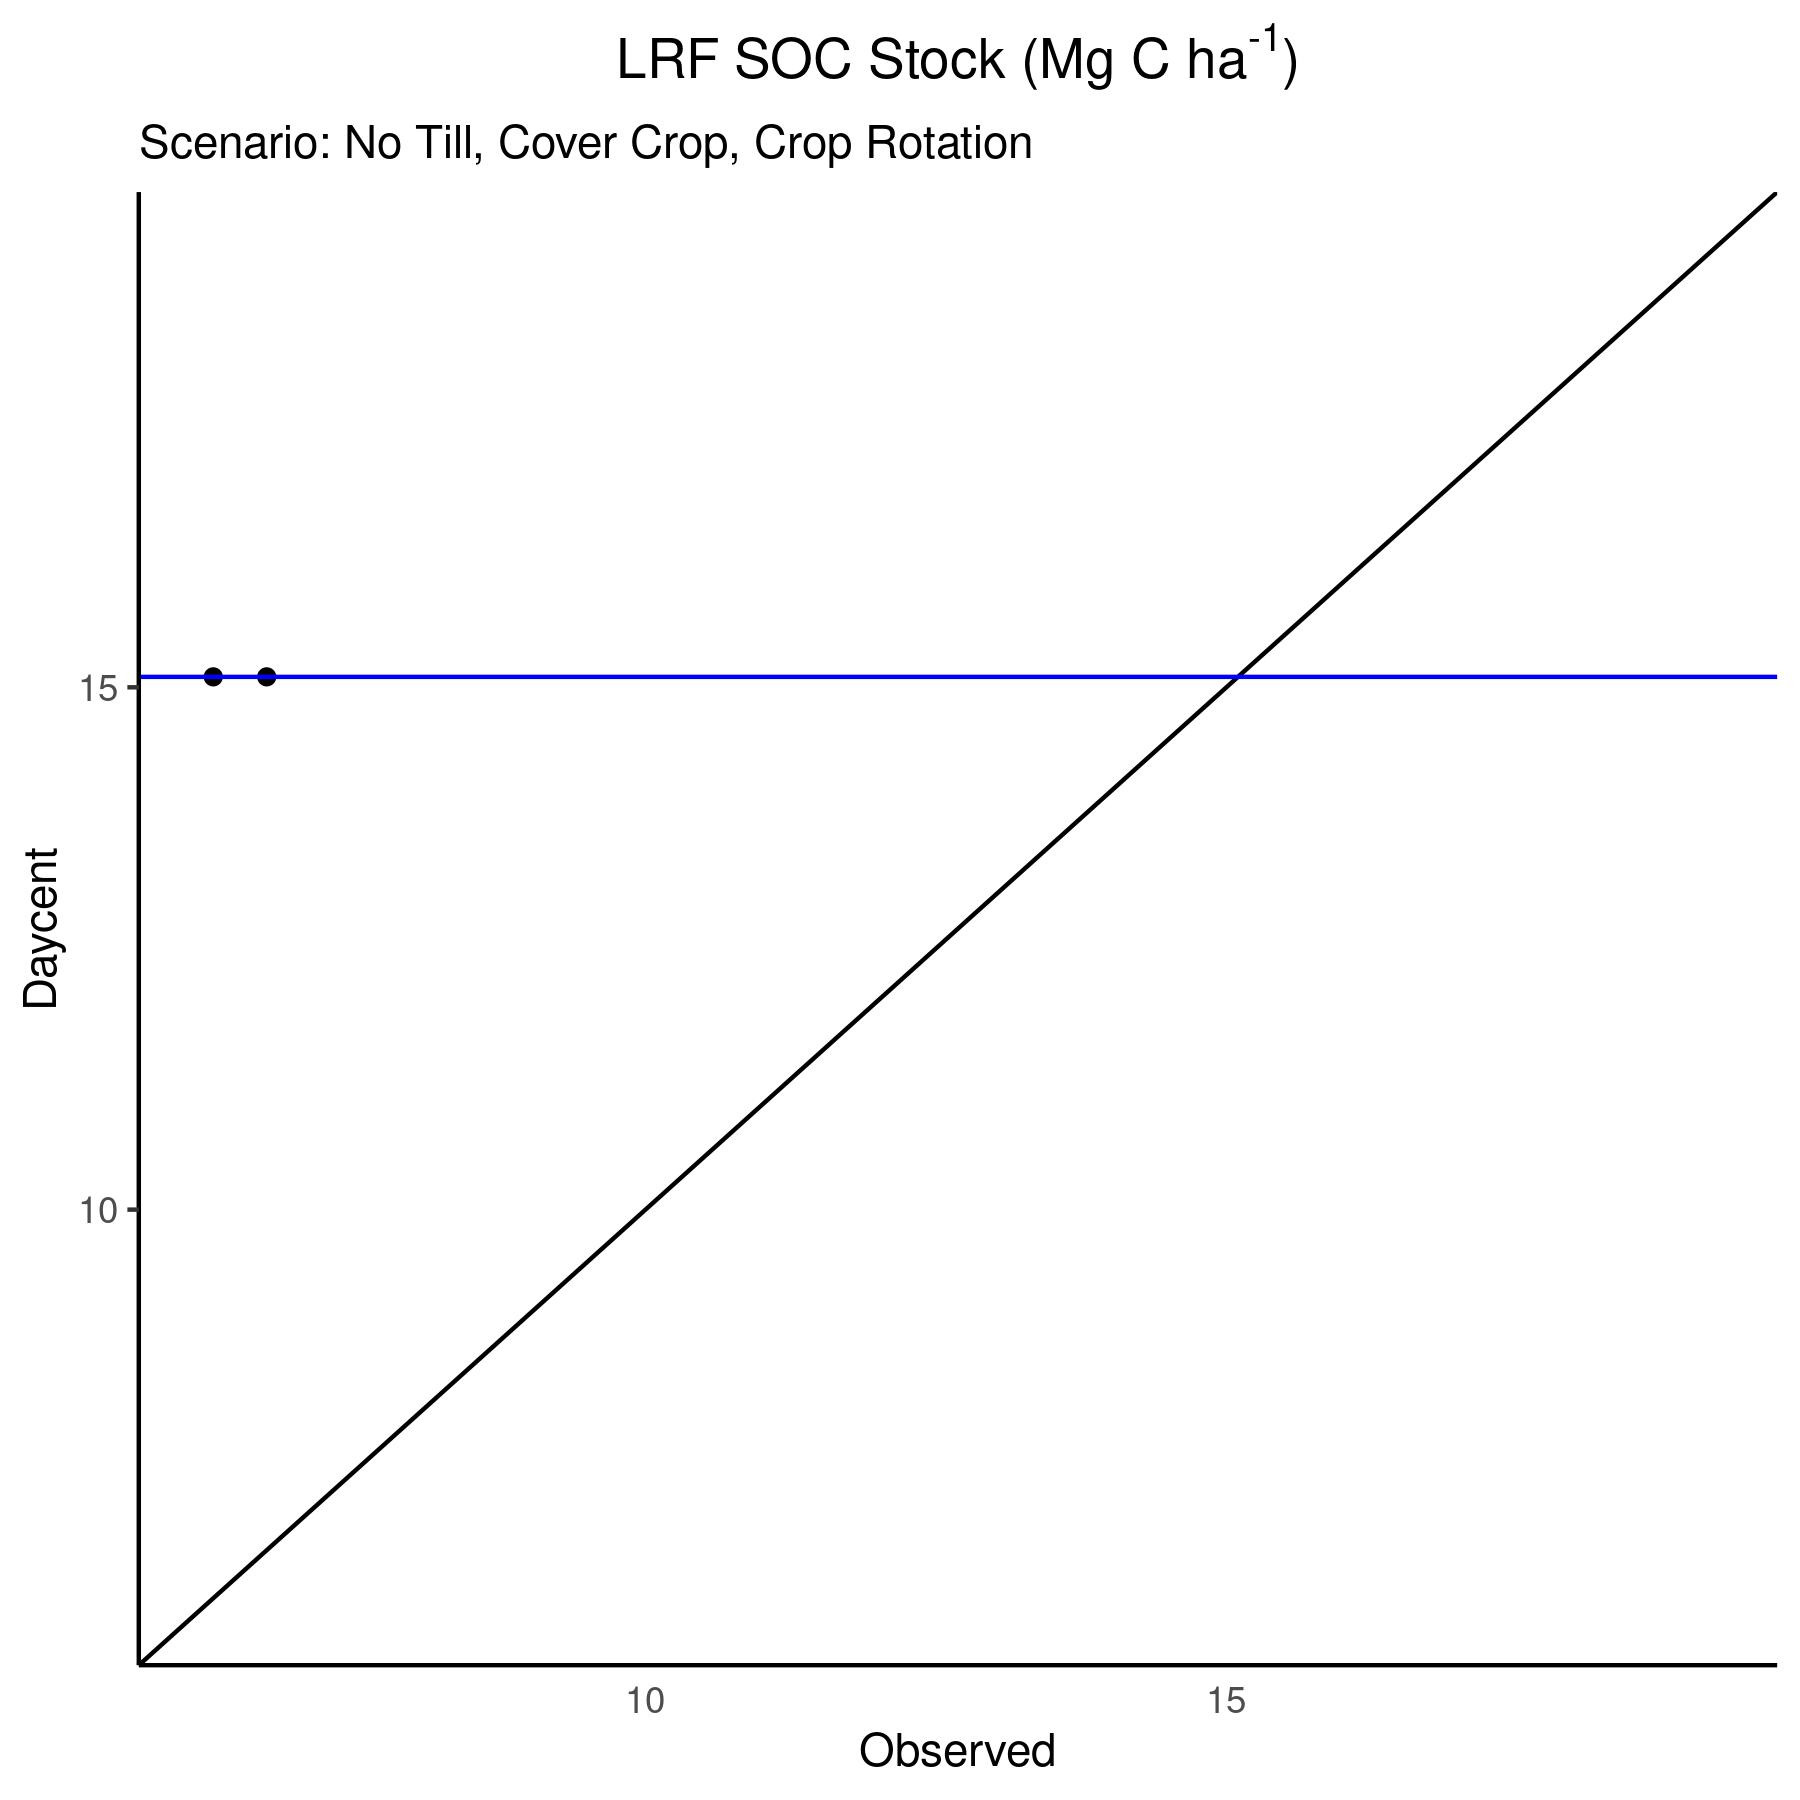 LRF SOC Stock (Mg C ha⁻¹)
Scenario: No Till, Cover Crop, Crop Rotation
15
10
Daycent
10 15
Observed